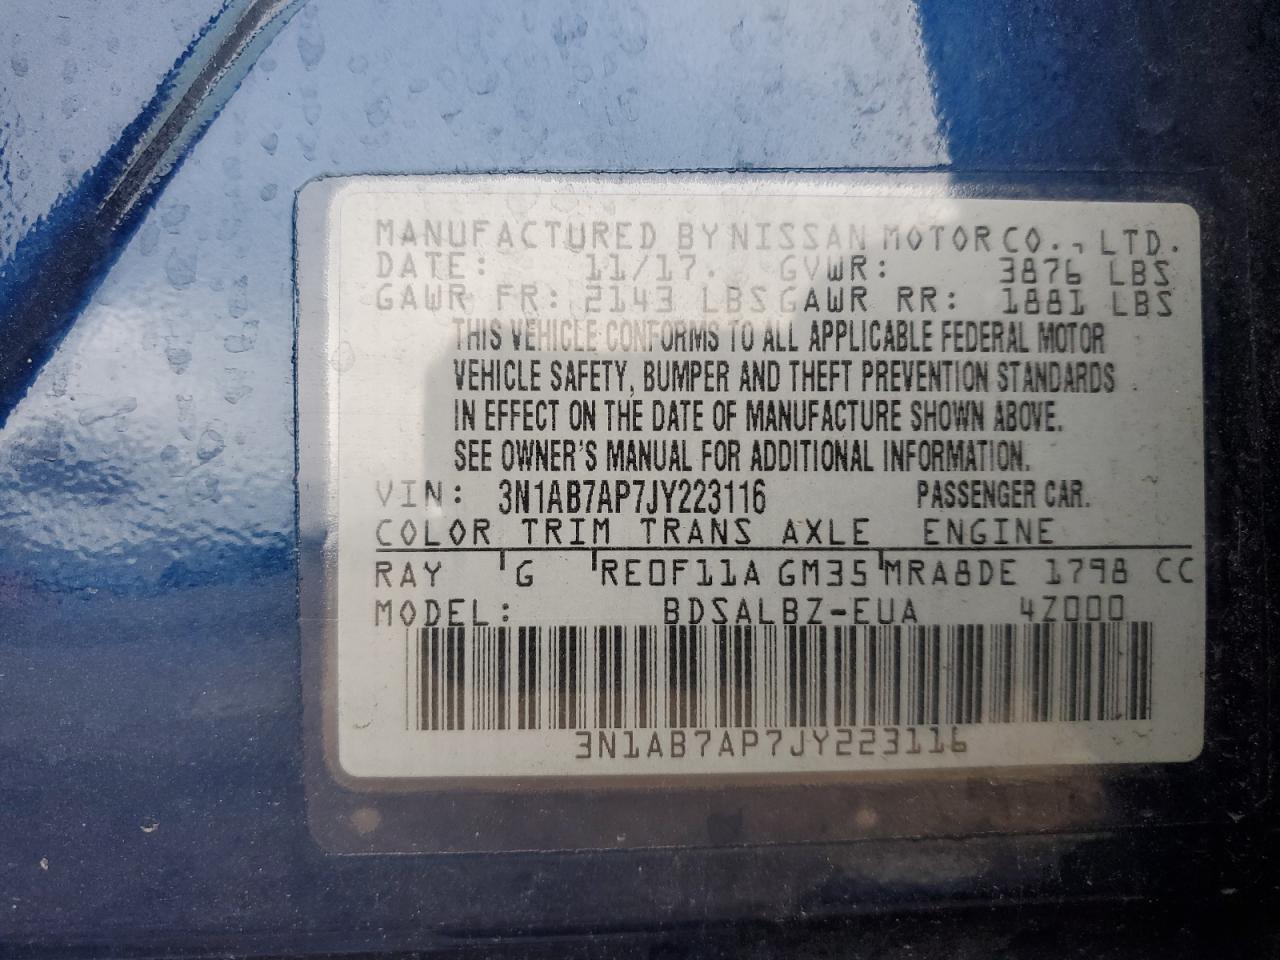 MANUFACTURED BY NISSAN MOTOR CO., LTD.
DATE: 11/17. GVWR: 3876 LBS
GAWR FR: 2143 LBS GAWR RR: 1881 LBS
THIS VEHICLE CONFORMS TO ALL APPLICABLE FEDERAL MOTOR
VEHICLE SAFETY, BUMPER AND THEFT PREVENTION STANDARDS
IN EFFECT ON THE DATE OF MANUFACTURE SHOWN ABOVE.
SEE OWNER'S MANUAL FOR ADDITIONAL INFORMATION.
VIN: 3N1AB7AP7JY223116 PASSENGER CAR.
COLOR TRIM TRANS AXLE ENGINE
RAY G RE0F11A GM35 MRA8DE 1798 CC
MODEL: BDSALBZ-EUA 4Z000
3N1AB7AP7JY223116